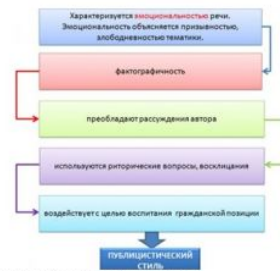 Характеризуется эмоциональностью речи.
Эмоциональность объясняется призывностью,
злободневностью тематики.
фактографичность
преобладают рассуждения автора
используются риторические вопросы, восклицания
воздействует с целью воспитания гражданской позиции
ПУБЛИЦИСТИЧЕСКИЙ
СТИЛЬ